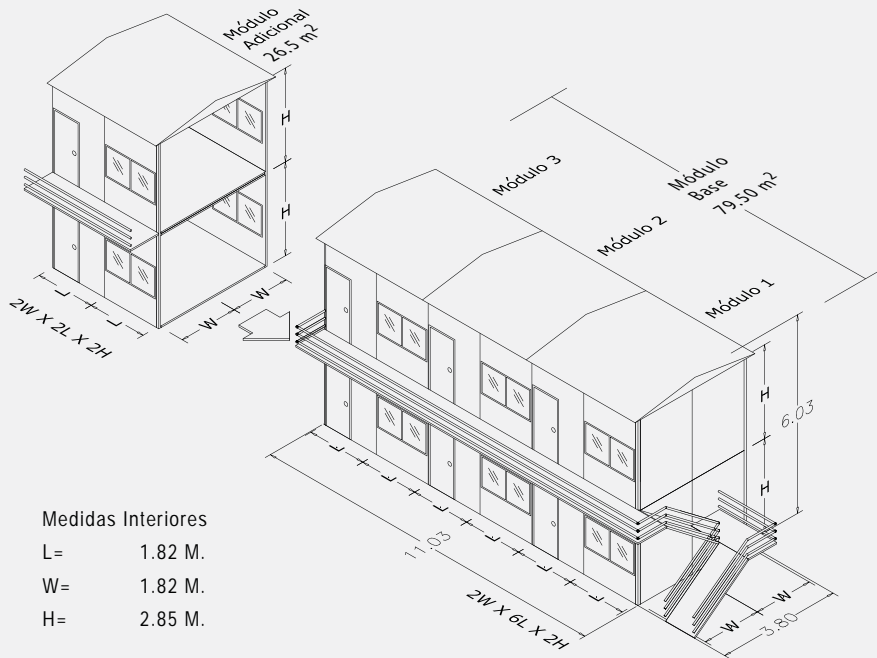 Módulo
Adicional
26.5 m²
H
H
W
W
L
L
2W X 2L X 2H
Módulo 3
Módulo 2
Módulo 1
Módulo
Base
79.50 m²
H
H
6.03
L
L
L
L
L
L
11.03
2W X 6L X 2H
W
W
3.80
Medidas Interiores
L= 1.82 M.
W= 1.82 M.
H= 2.85 M.